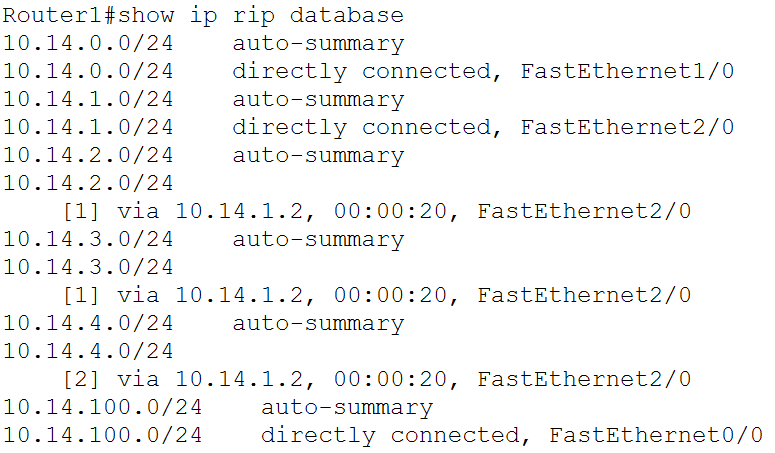 Router1#show ip rip database
10.14.0.0/24    auto-summary
10.14.0.0/24    directly connected, FastEthernet1/0
10.14.1.0/24    auto-summary
10.14.1.0/24    directly connected, FastEthernet2/0
10.14.2.0/24    auto-summary
10.14.2.0/24
    [1] via 10.14.1.2, 00:00:20, FastEthernet2/0
10.14.3.0/24    auto-summary
10.14.3.0/24
    [1] via 10.14.1.2, 00:00:20, FastEthernet2/0
10.14.4.0/24    auto-summary
10.14.4.0/24
    [2] via 10.14.1.2, 00:00:20, FastEthernet2/0
10.14.100.0/24    auto-summary
10.14.100.0/24    directly connected, FastEthernet0/0